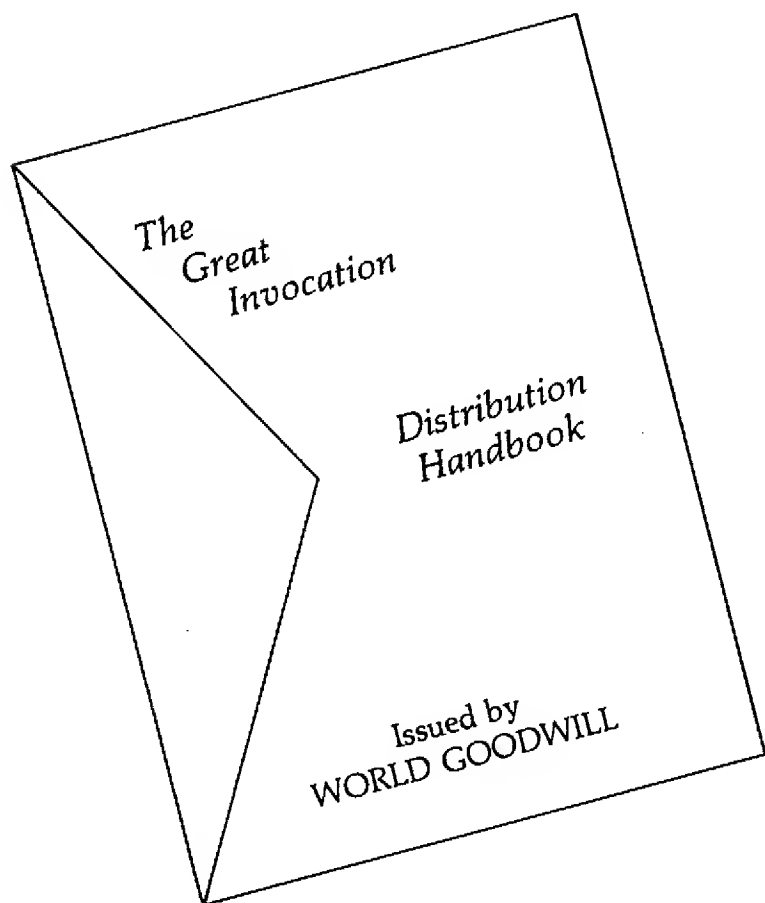 The
Great
Invocation
Distribution
Handbook
Issued by
WORLD GOODWILL